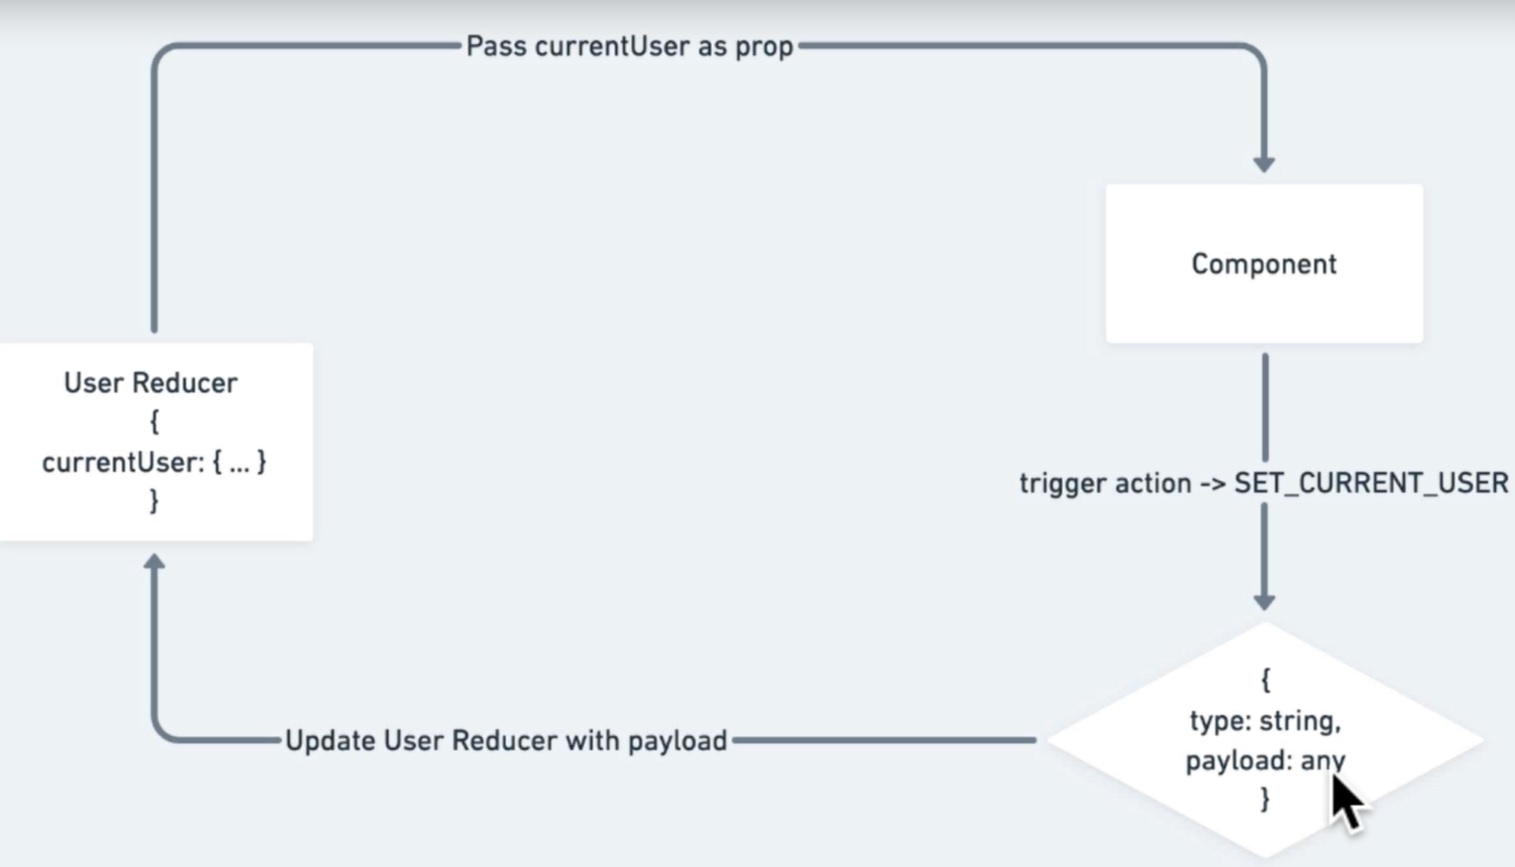 Pass currentUser as prop
Component
User Reducer
{
currentUser: { ... }
}
trigger action -> SET_CURRENT_USER
{
type: string,
payload: any
}
Update User Reducer with payload